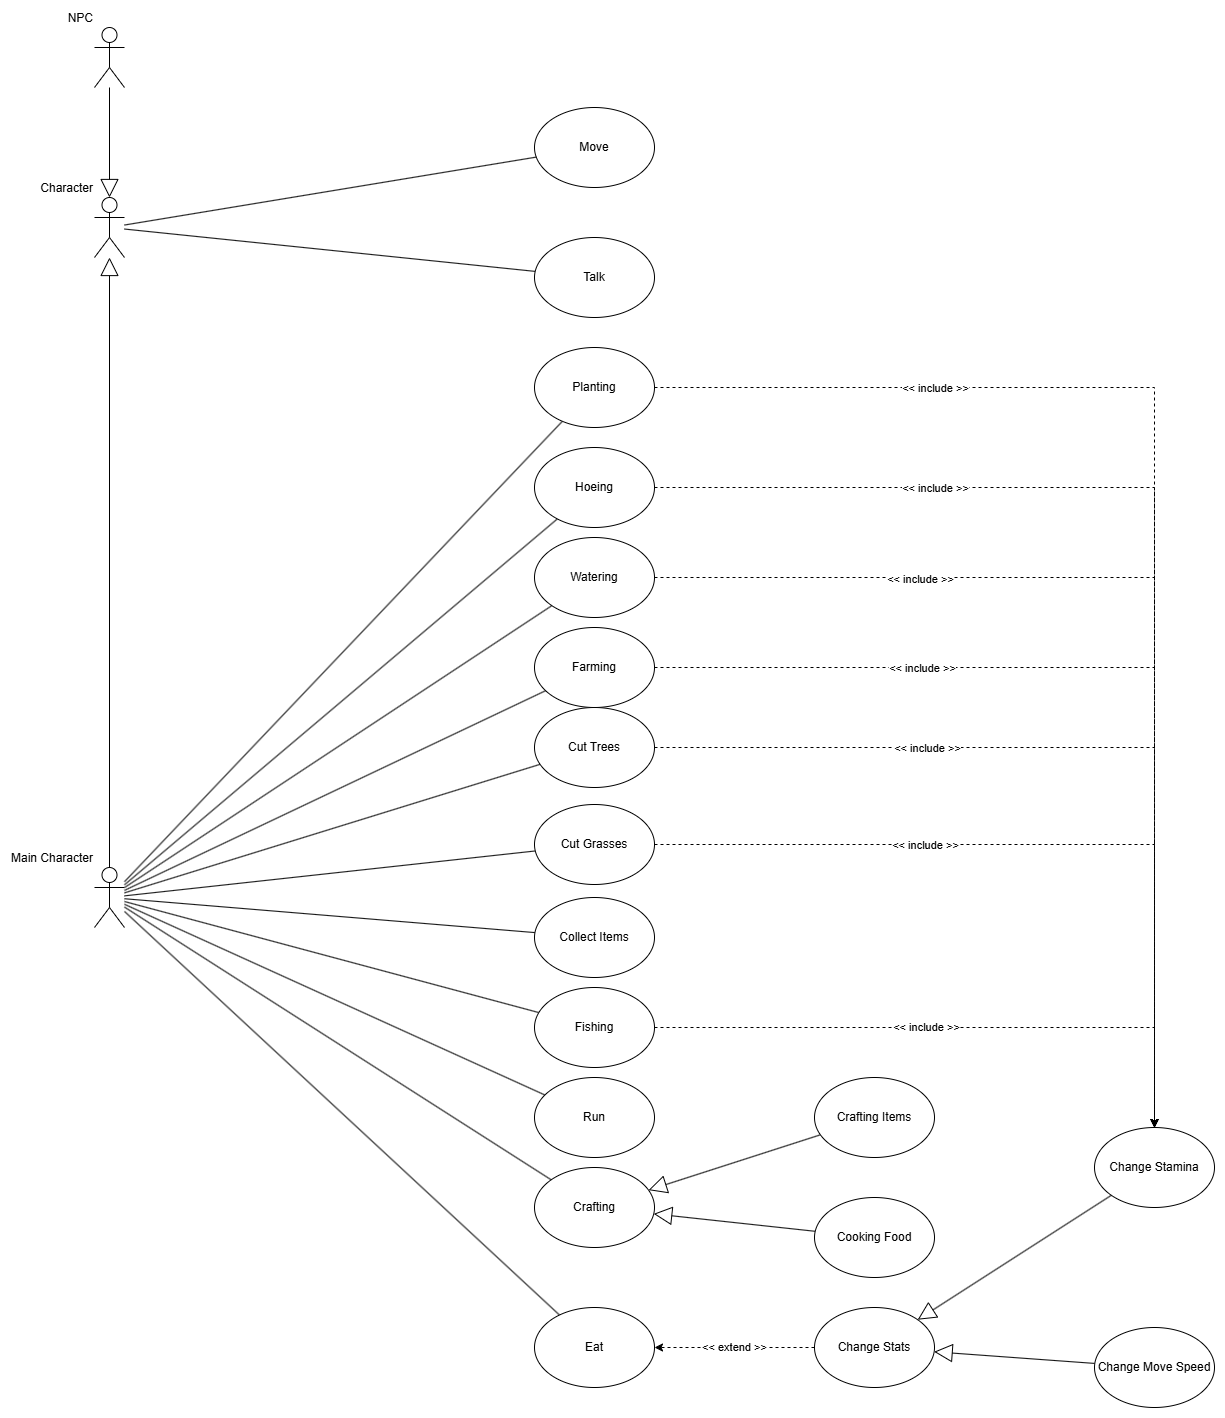 NPC
Move
Character
Talk
Planting
<< include >>
Hoeing
<< include >>
Watering
<< include >>
Farming
<< include >>
Cut Trees
<< include >>
Cut Grasses
<< include >>
Main Character
Collect Items
Fishing
<< include >>
Run
Crafting Items
Change Stamina
Crafting
Cooking Food
Eat
<< extend >>
Change Stats
Change Move Speed